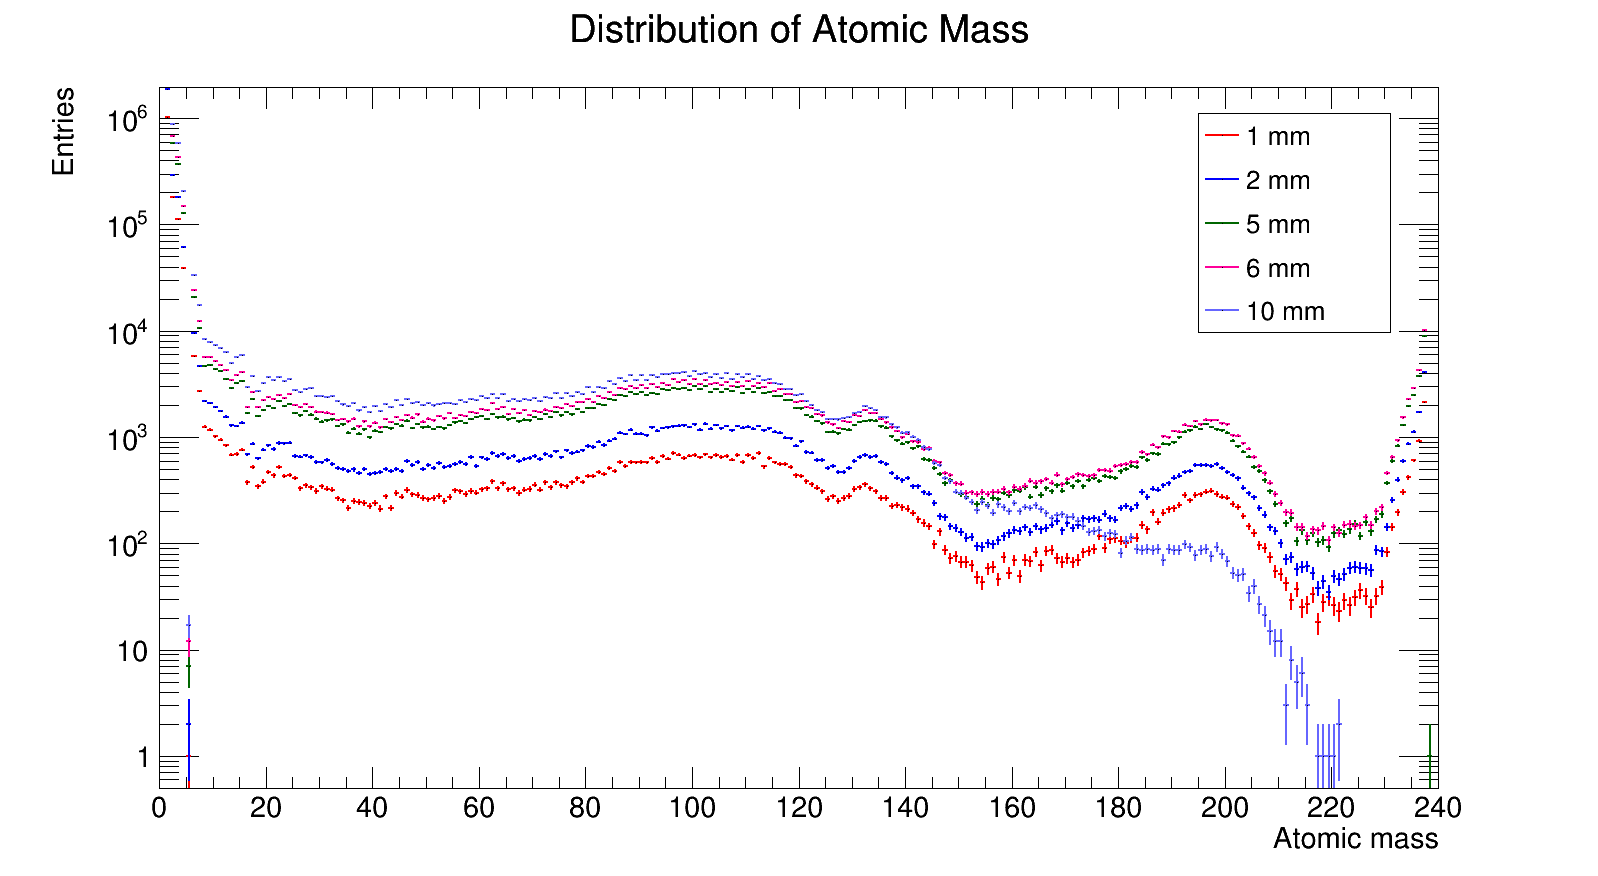 Distribution of Atomic Mass
Entries
10^6
10^5
10^4
10^3
10^2
10
1
1 mm
2 mm
5 mm
6 mm
10 mm
0 20 40 60 80 100 120 140 160 180 200 220 240
Atomic mass